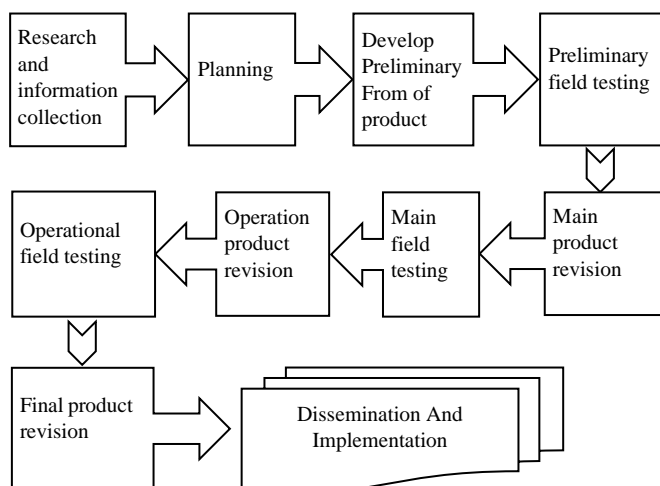 Research
and
information
collection
Planning
Develop
Preliminary
From of
product
Preliminary
field testing
Main
product
revision
Main
field
testing
Operation
product
revision
Operational
field testing
Final product
revision
Dissemination And
Implementation